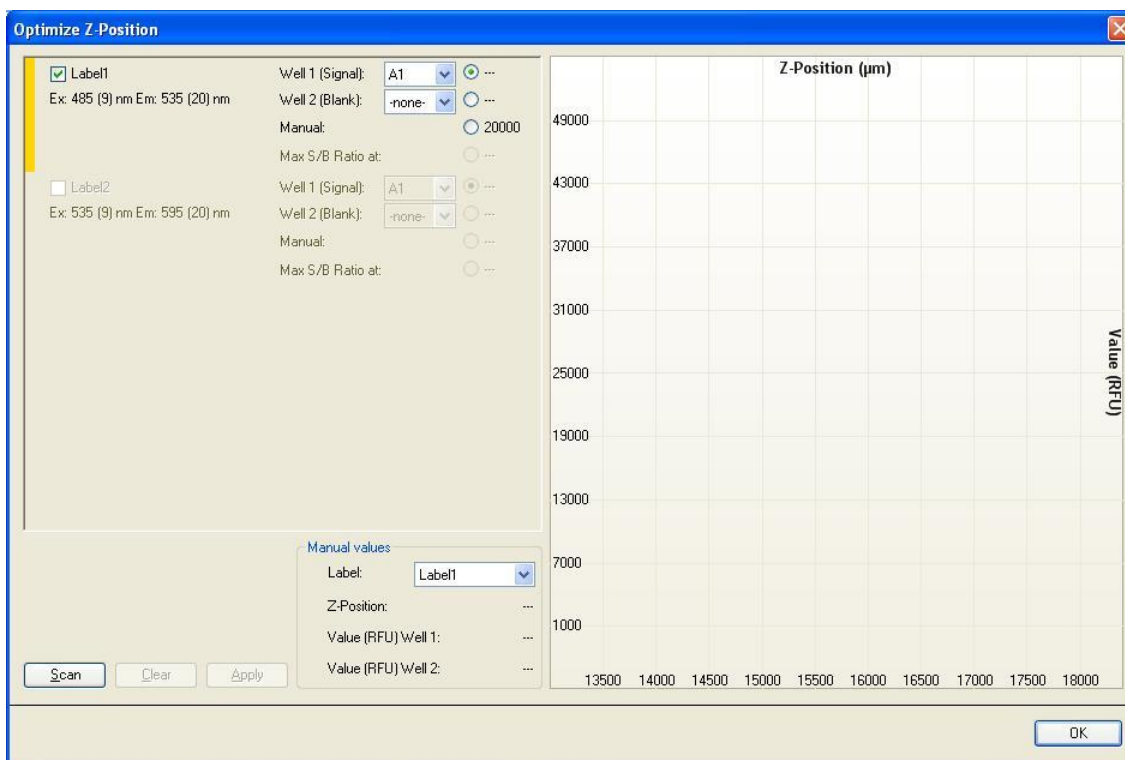 Optimize Z-Position
Label1 Well 1 (Signal): A1 ---
Ex: 485 (9) nm Em: 535 (20) nm Well 2 (Blank): -none- ---
Manual: 20000
Max S/B Ratio at: ---
Label2 Well 1 (Signal): A1 ---
Ex: 535 (9) nm Em: 595 (20) nm Well 2 (Blank): -none- ---
Manual: ---
Max S/B Ratio at: ---
Manual values
Label: Label1
Z-Position: ---
Value (RFU) Well 1: ---
Value (RFU) Well 2: ---
Scan Clear Apply
Z-Position (µm)
49000
43000
37000
31000
25000
19000
13000
7000
1000
Value (RFU)
13500 14000 14500 15000 15500 16000 16500 17000 17500 18000
OK